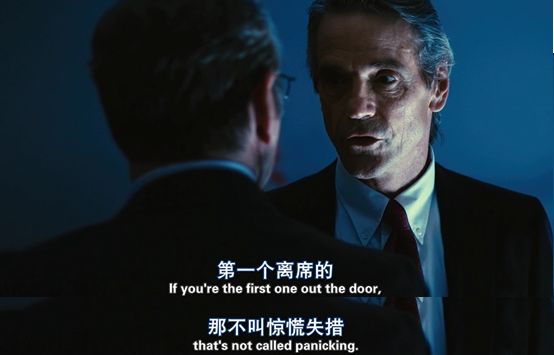 第一个离席的
If you're the first one out the door,
那不叫惊慌失措
that's not called panicking.